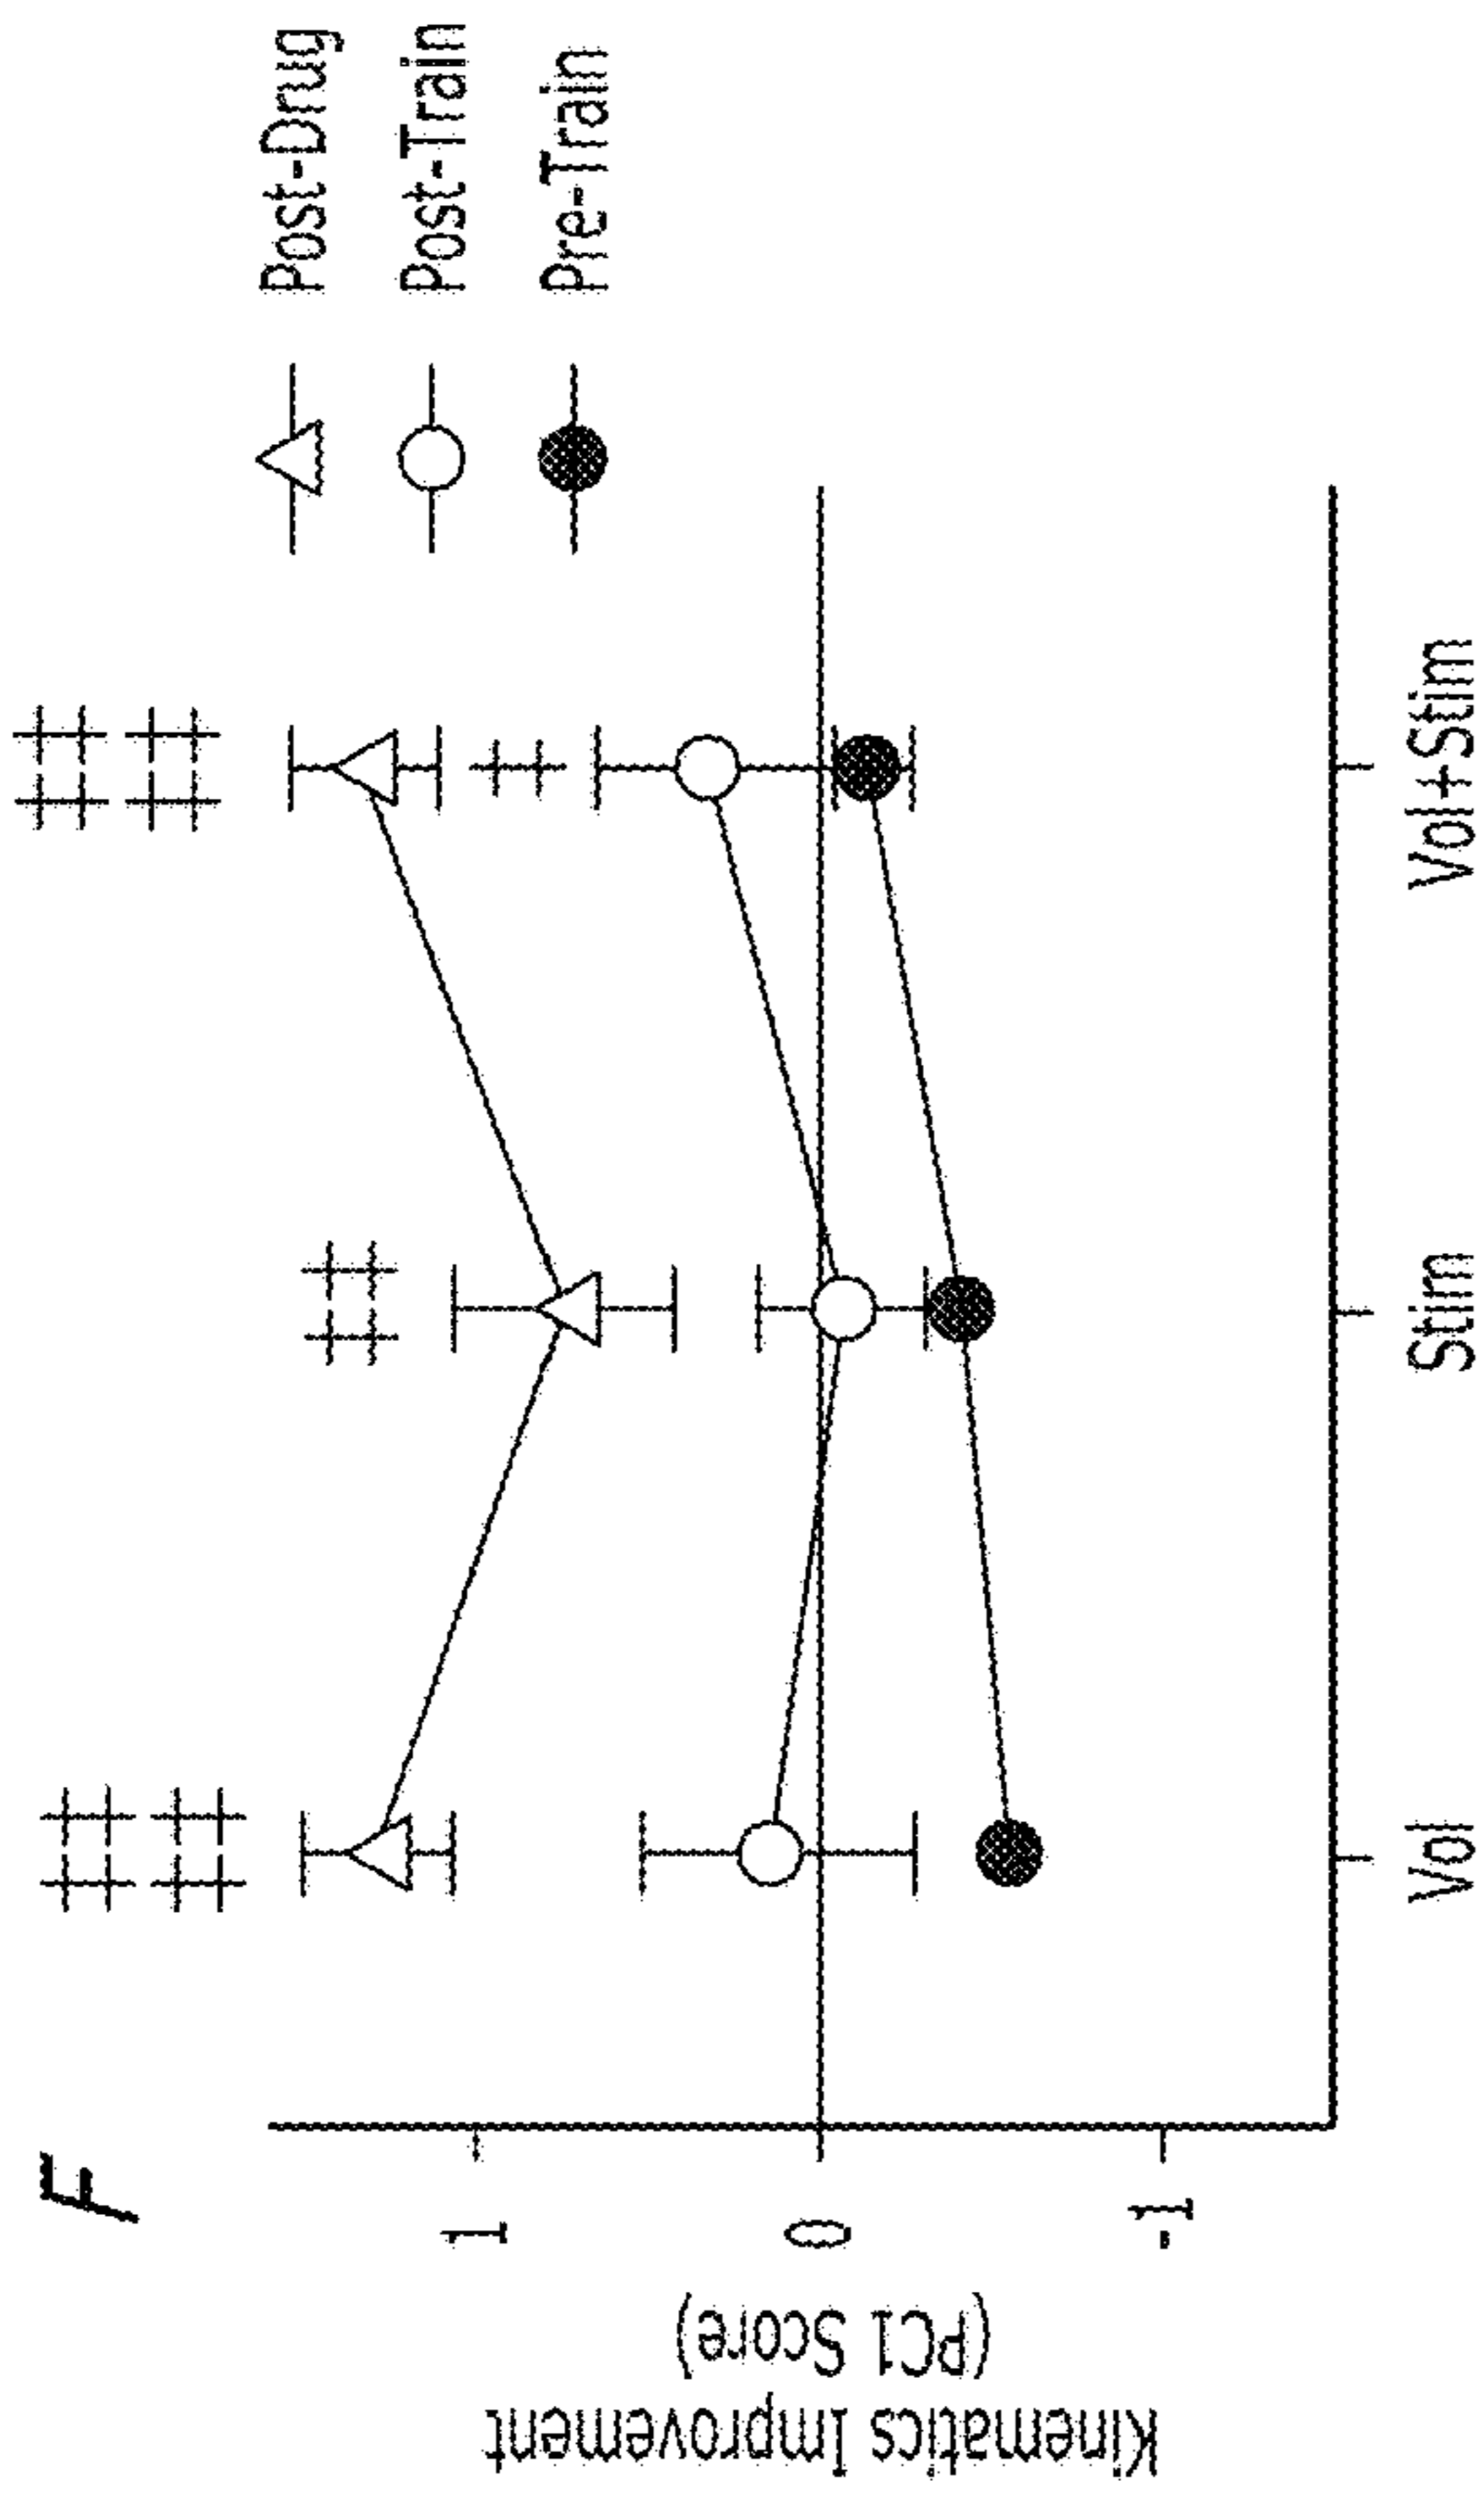 F
‡‡
‡‡
‡‡
‡‡
‡‡
‡
Post-Drug
Post-Train
Pre-Train
Kinematics Improvement
(PC1 Score)
1
0
-1
Vol
Stim
Vol+Stim